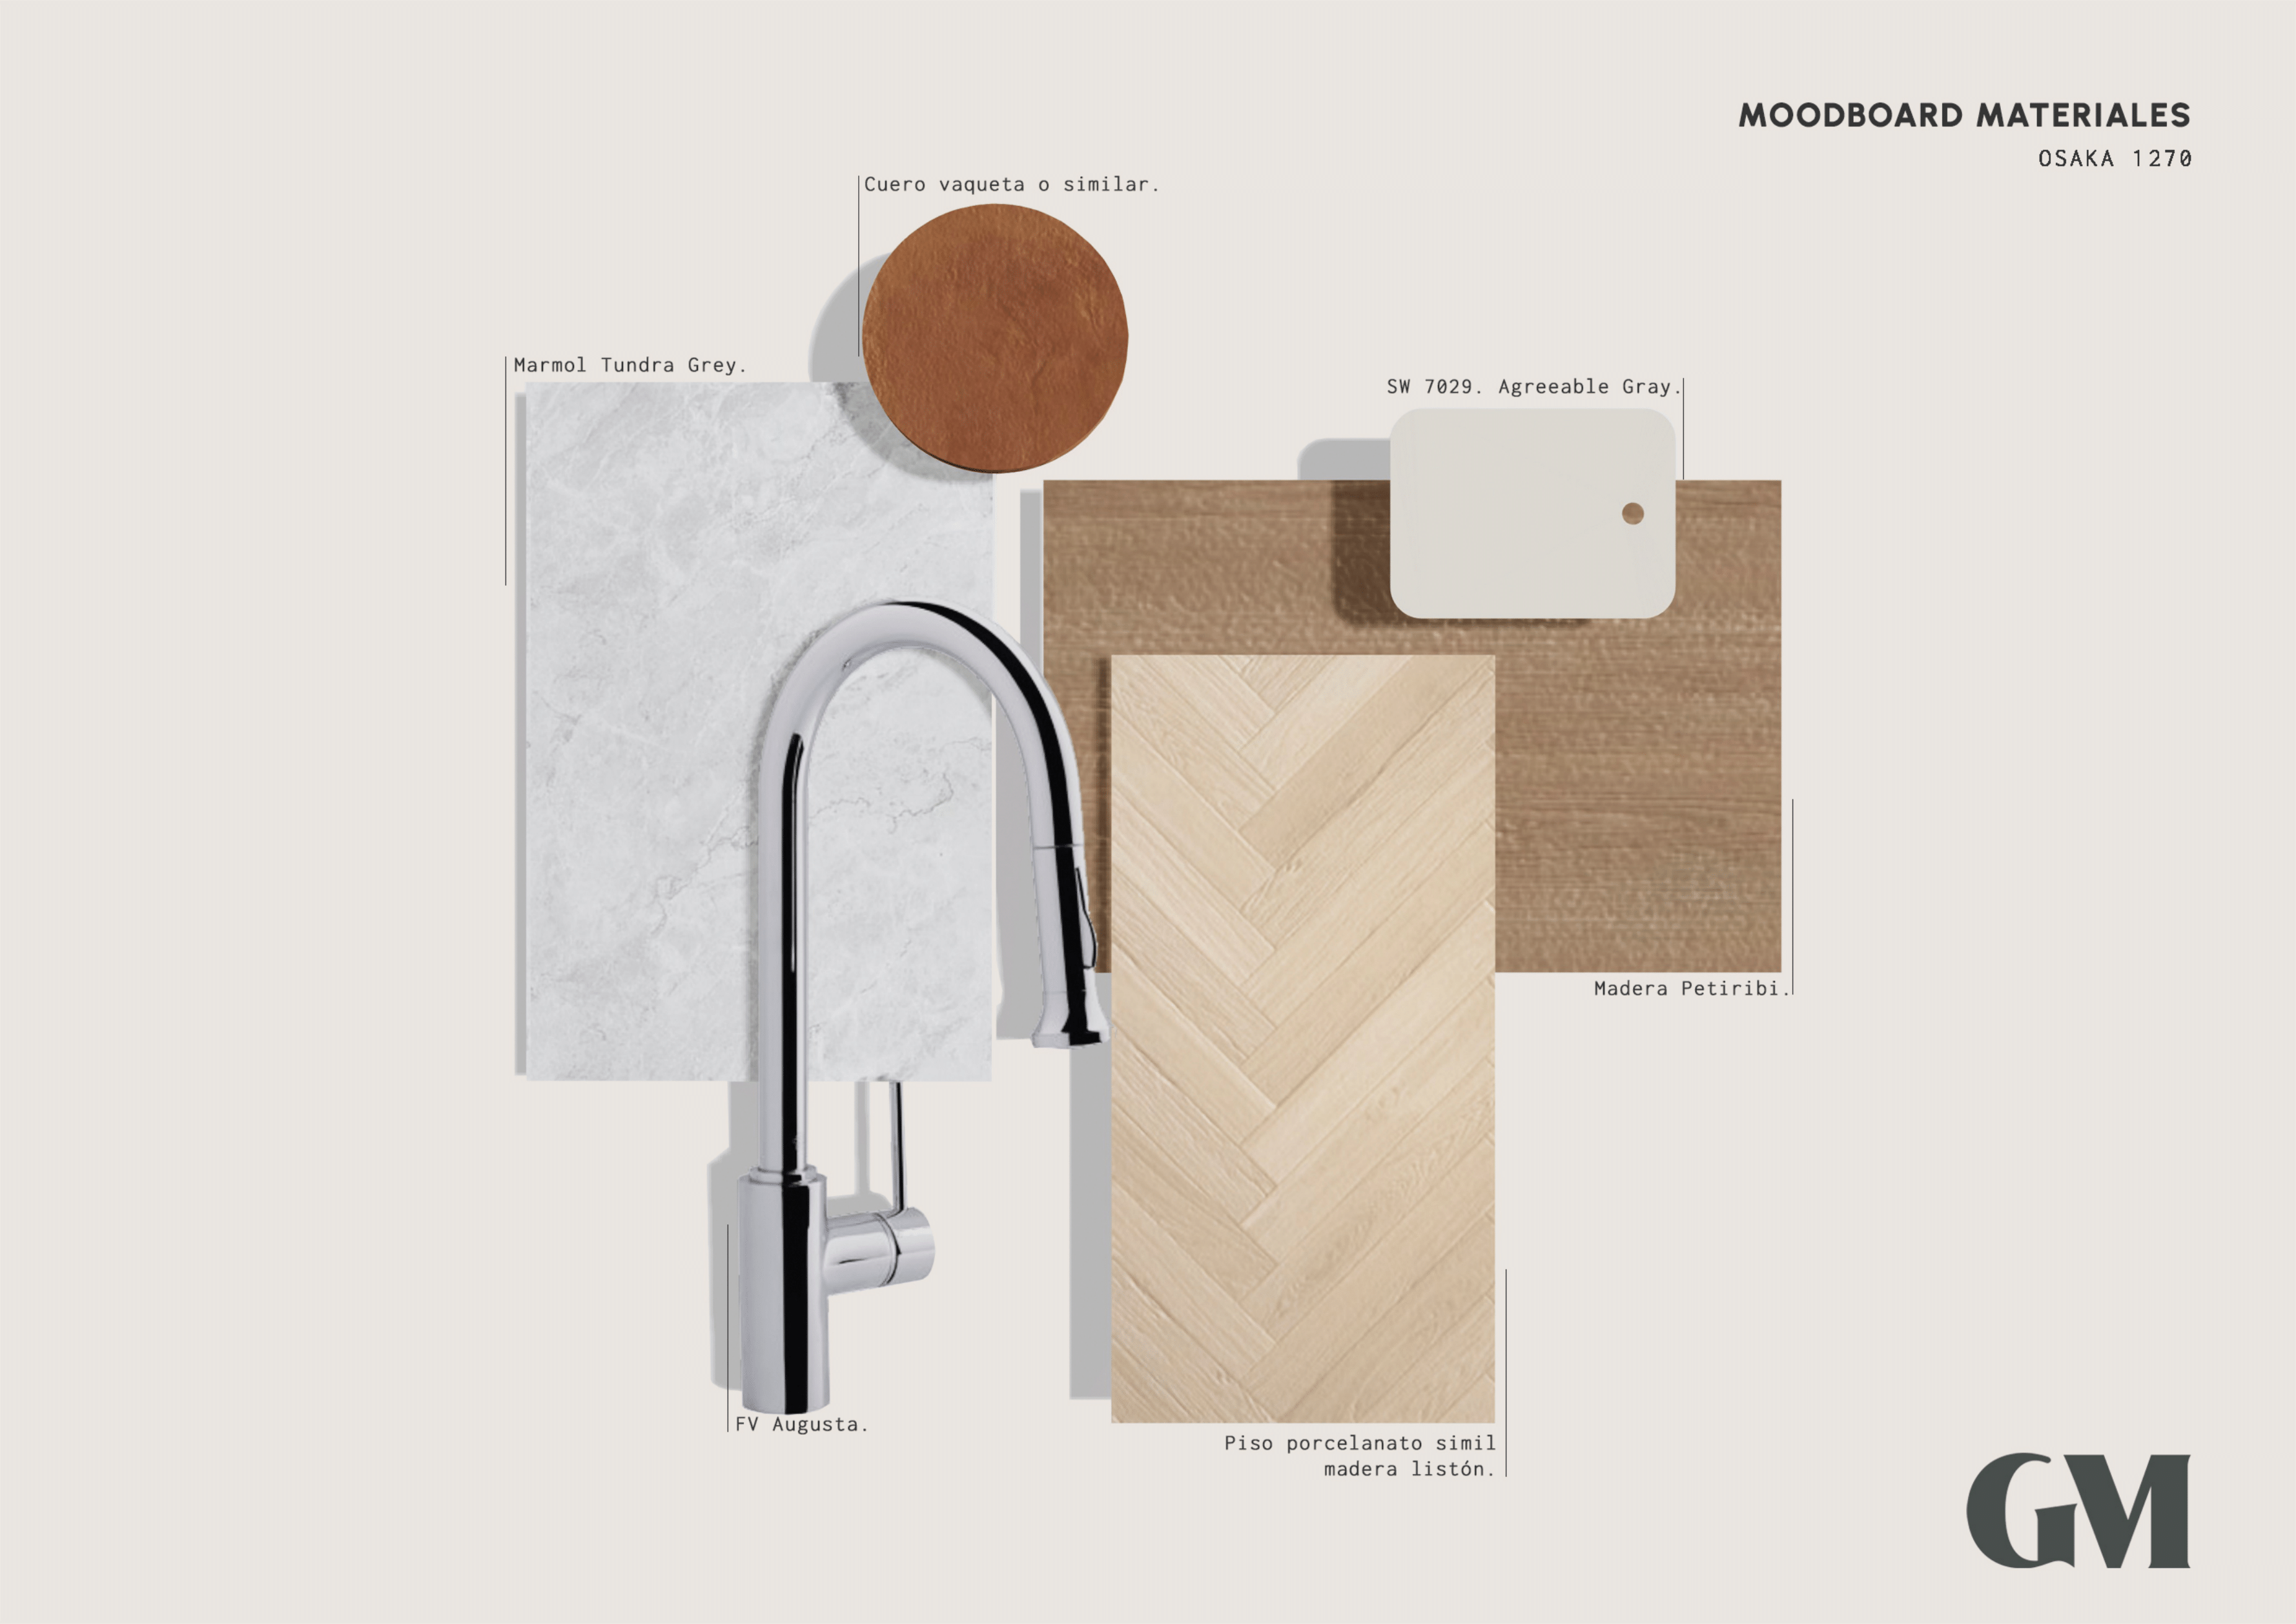 MOODBOARD MATERIALES
OSAKA 1270
Cuero vaqueta o similar.
Marmol Tundra Grey.
SW 7029. Agreeable Gray.
Madera Petiribi.
FV Augusta.
Piso porcelanato simil
madera listón.
GM